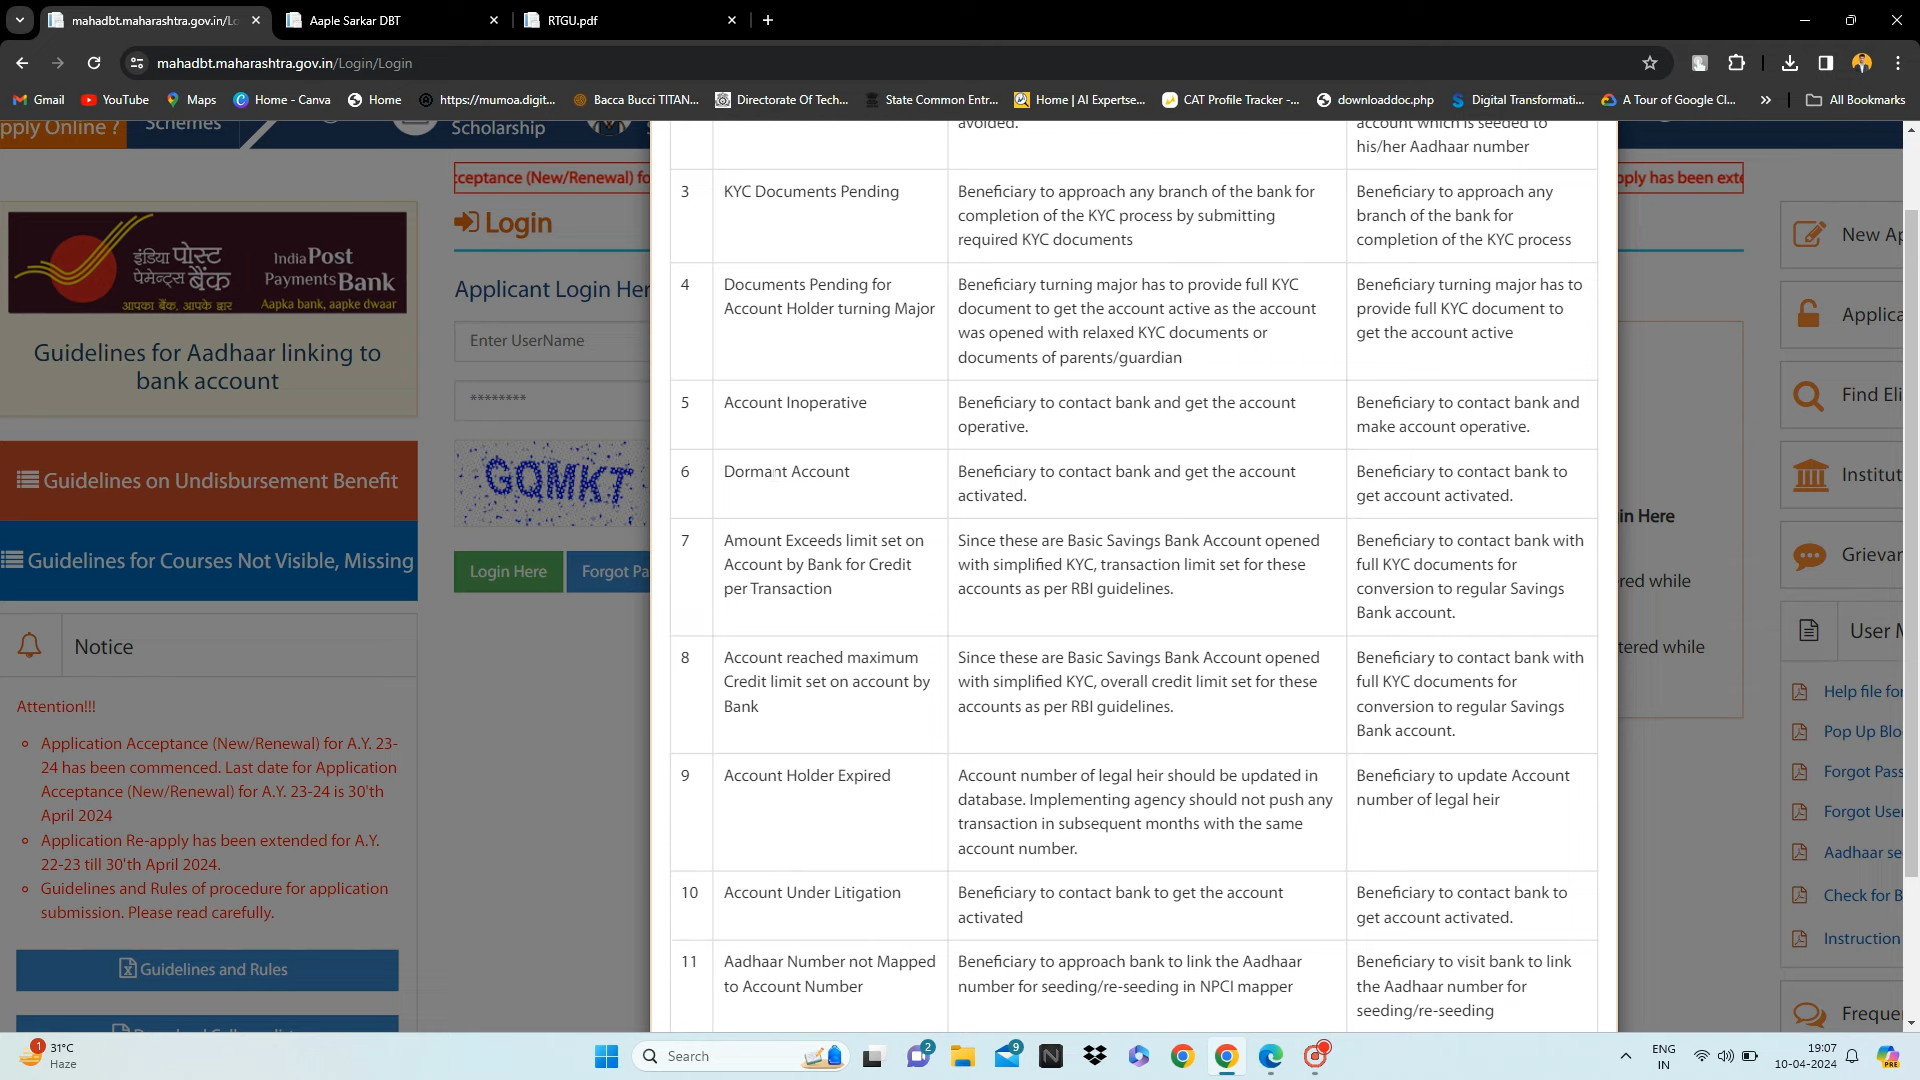 mahadbt.maharashtra.gov.in/Lo
Aaple Sarkar DBT
RTGU.pdf
mahadbt.maharashtra.gov.in/Login/Login
Gmail
YouTube
Maps
Home - Canva
Home
https://mumoa.digit...
Bacca Bucci TITAN...
Directorate Of Tech...
State Common Entr...
Home | AI Expertse...
CAT Profile Tracker -...
downloaddoc.php
Digital Transformati...
A Tour of Google Cl...
All Bookmarks
pply Online ?
Schemes
Scholarship
cceptance (New/Renewal) fo
pply has been exte
इंडिया पोस्ट
पेमेन्ट्स बैंक
आपका बैंक, आपके द्वार
India Post
Payments Bank
Aapka bank, aapke dwaar
Guidelines for Aadhaar linking to
bank account
Guidelines on Undisbursement Benefit
Guidelines for Courses Not Visible, Missing
Notice
Attention!!!
Application Acceptance (New/Renewal) for A.Y. 23-
24 has been commenced. Last date for Application
Acceptance (New/Renewal) for A.Y. 23-24 is 30'th
April 2024
Application Re-apply has been extended for A.Y.
22-23 till 30'th April 2024.
Guidelines and Rules of procedure for application
submission. Please read carefully.
Guidelines and Rules
Login
Applicant Login Her
Enter UserName
********
GQMKT
Login Here
Forgot Pa
avoided.
account which is seeded to
his/her Aadhaar number
3
KYC Documents Pending
Beneficiary to approach any branch of the bank for
completion of the KYC process by submitting
required KYC documents
Beneficiary to approach any
branch of the bank for
completion of the KYC process
4
Documents Pending for
Account Holder turning Major
Beneficiary turning major has to provide full KYC
document to get the account active as the account
was opened with relaxed KYC documents or
documents of parents/guardian
Beneficiary turning major has to
provide full KYC document to
get the account active
5
Account Inoperative
Beneficiary to contact bank and get the account
operative.
Beneficiary to contact bank and
make account operative.
6
Dormant Account
Beneficiary to contact bank and get the account
activated.
Beneficiary to contact bank to
get account activated.
7
Amount Exceeds limit set on
Account by Bank for Credit
per Transaction
Since these are Basic Savings Bank Account opened
with simplified KYC, transaction limit set for these
accounts as per RBI guidelines.
Beneficiary to contact bank with
full KYC documents for
conversion to regular Savings
Bank account.
8
Account reached maximum
Credit limit set on account by
Bank
Since these are Basic Savings Bank Account opened
with simplified KYC, overall credit limit set for these
accounts as per RBI guidelines.
Beneficiary to contact bank with
full KYC documents for
conversion to regular Savings
Bank account.
9
Account Holder Expired
Account number of legal heir should be updated in
database. Implementing agency should not push any
transaction in subsequent months with the same
account number.
Beneficiary to update Account
number of legal heir
10
Account Under Litigation
Beneficiary to contact bank to get the account
activated
Beneficiary to contact bank to
get account activated.
11
Aadhaar Number not Mapped
to Account Number
Beneficiary to approach bank to link the Aadhaar
number for seeding/re-seeding in NPCI mapper
Beneficiary to visit bank to link
the Aadhaar number for
seeding/re-seeding
in Here
red while
tered while
New Ap
Applica
Find Eli
Institut
Grievar
User M
Help file for
Pop Up Blo
Forgot Pass
Forgot User
Aadhaar se
Check for B
Instruction
Freque
1
31°C
Haze
Search
2
9
ENG
IN
19:07
10-04-2024
PRE